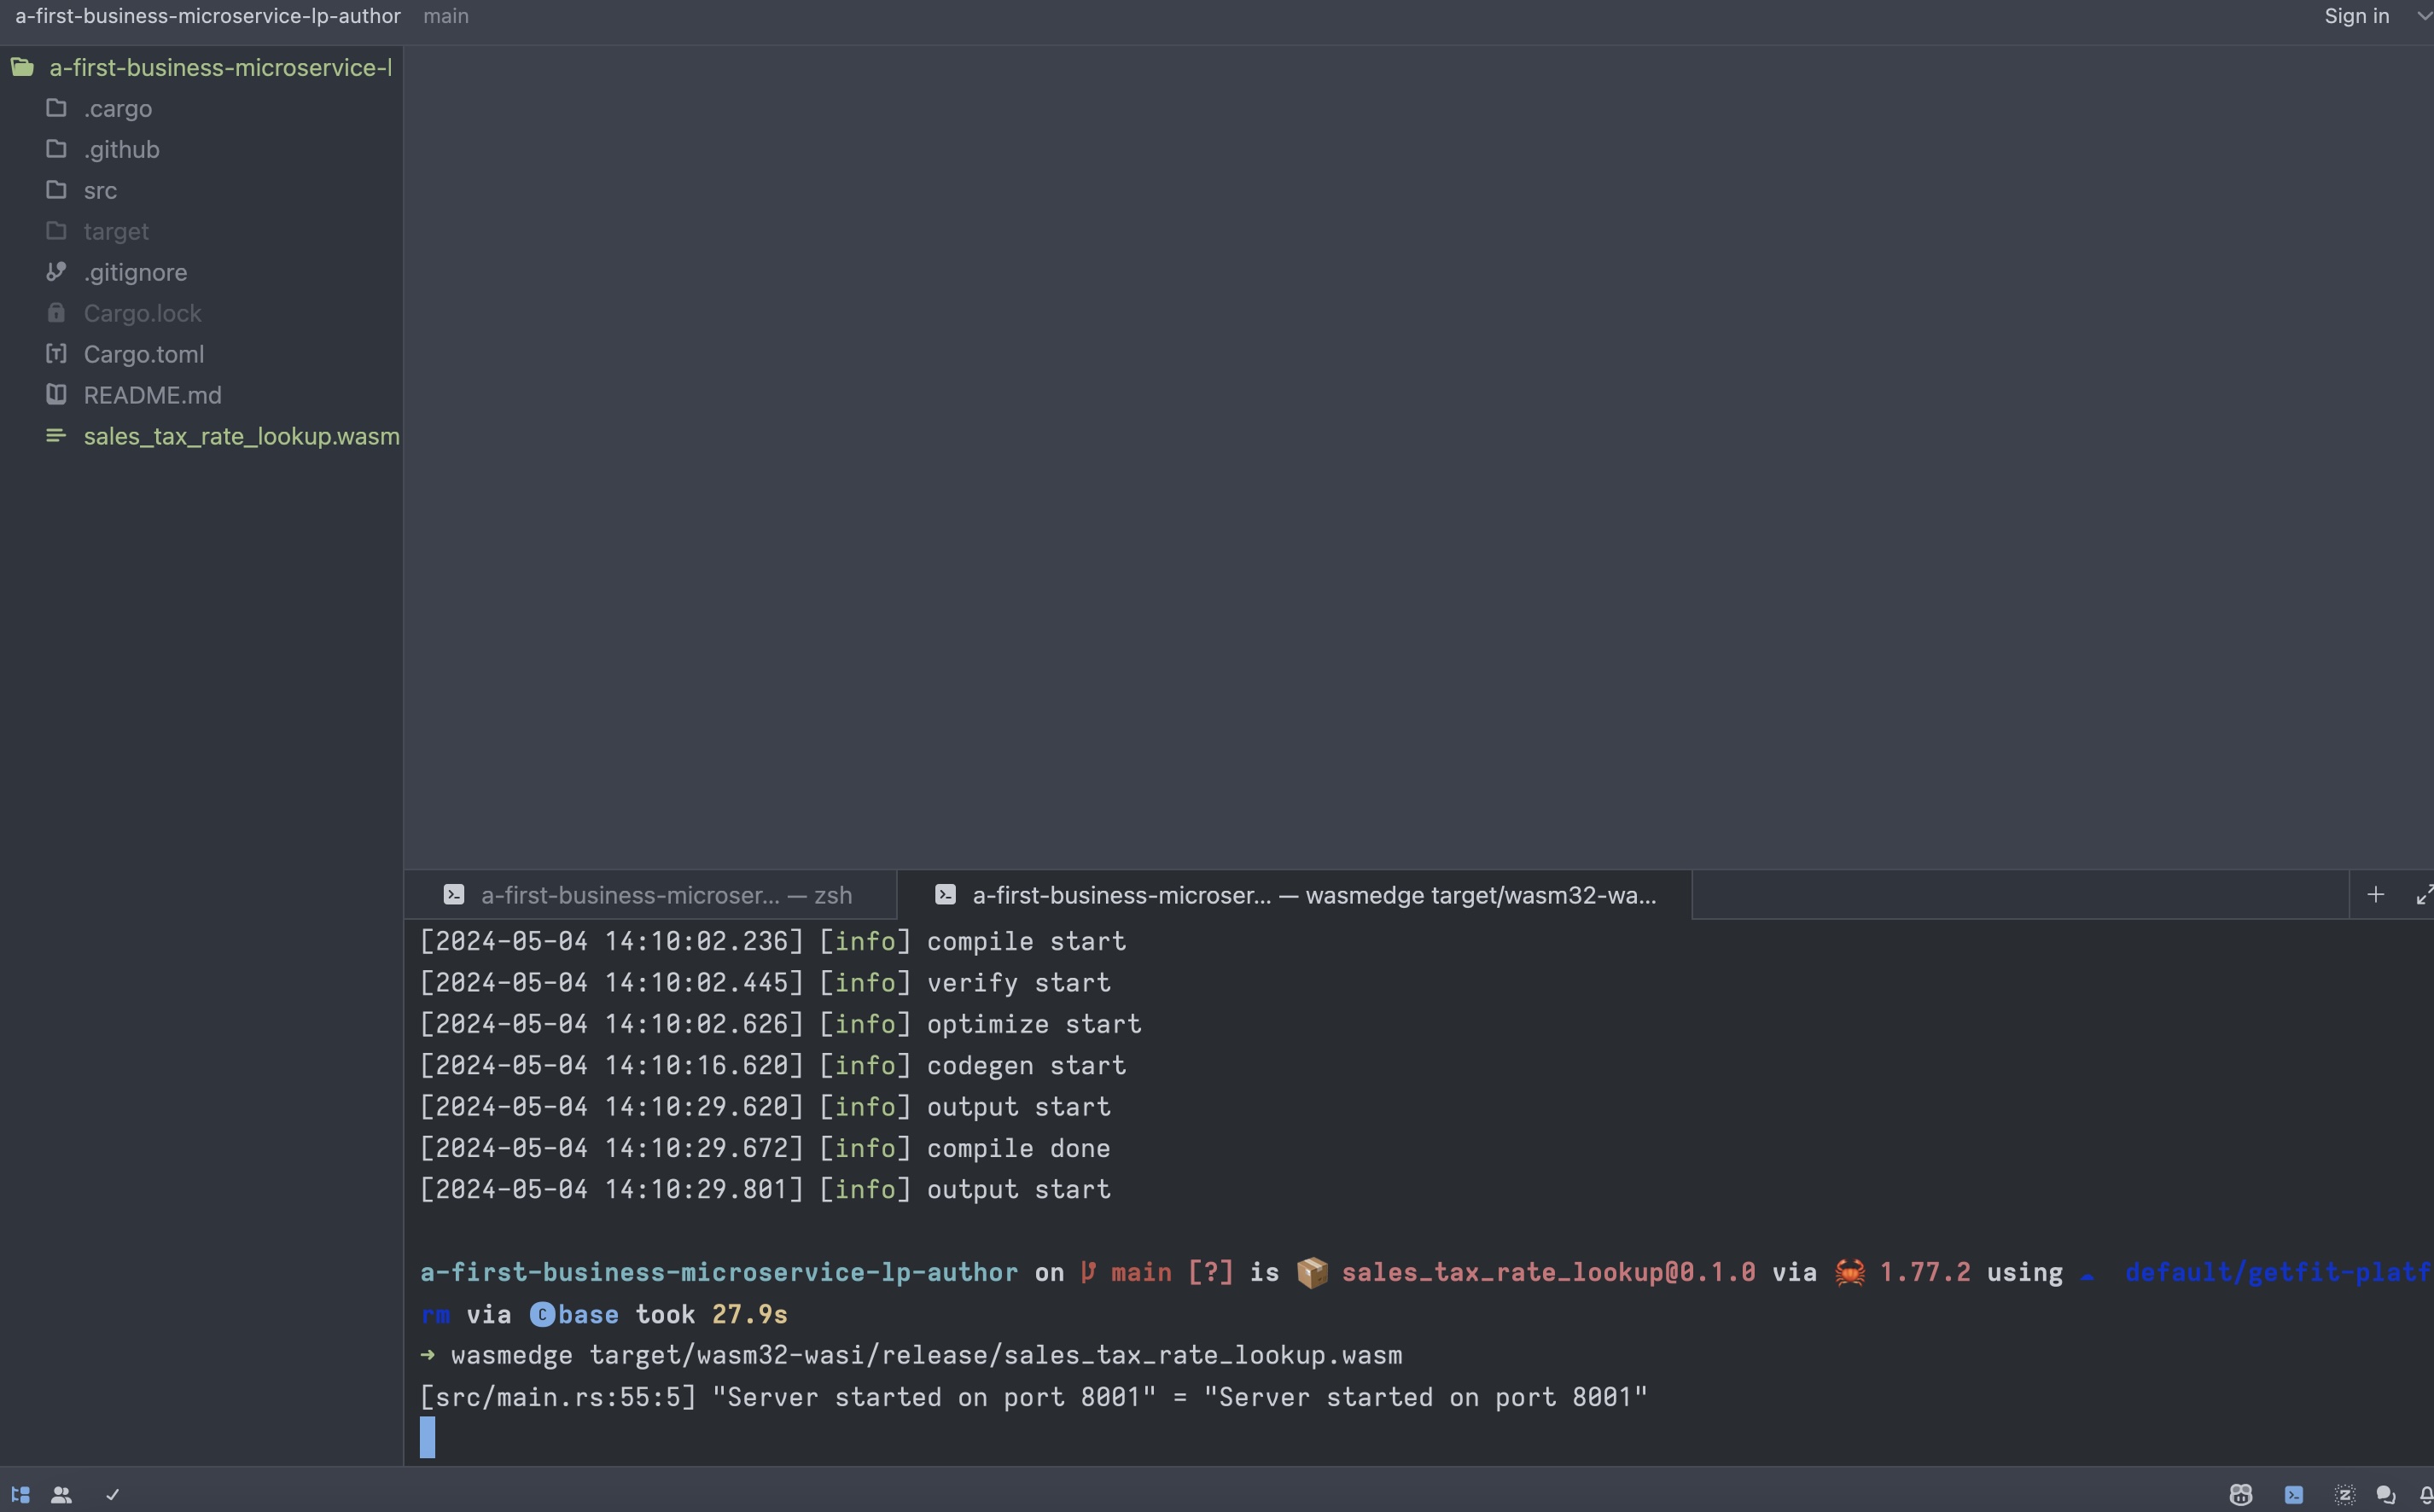 a-first-business-microservice-lp-author main Sign in
a-first-business-microservice-l
.cargo
.github
src
target
.gitignore
Cargo.lock
Cargo.toml
README.md
sales_tax_rate_lookup.wasm
a-first-business-microser... — zsh
a-first-business-microser... — wasmedge target/wasm32-wa...
[2024-05-04 14:10:02.236] [info] compile start
[2024-05-04 14:10:02.445] [info] verify start
[2024-05-04 14:10:02.626] [info] optimize start
[2024-05-04 14:10:16.620] [info] codegen start
[2024-05-04 14:10:29.620] [info] output start
[2024-05-04 14:10:29.672] [info] compile done
[2024-05-04 14:10:29.801] [info] output start
a-first-business-microservice-lp-author on main [?] is 📦 sales_tax_rate_lookup@0.1.0 via 🦀 1.77.2 using ☁ default/getfit-platf
rm via C base took 27.9s
➜ wasmedge target/wasm32-wasi/release/sales_tax_rate_lookup.wasm
[src/main.rs:55:5] "Server started on port 8001" = "Server started on port 8001"